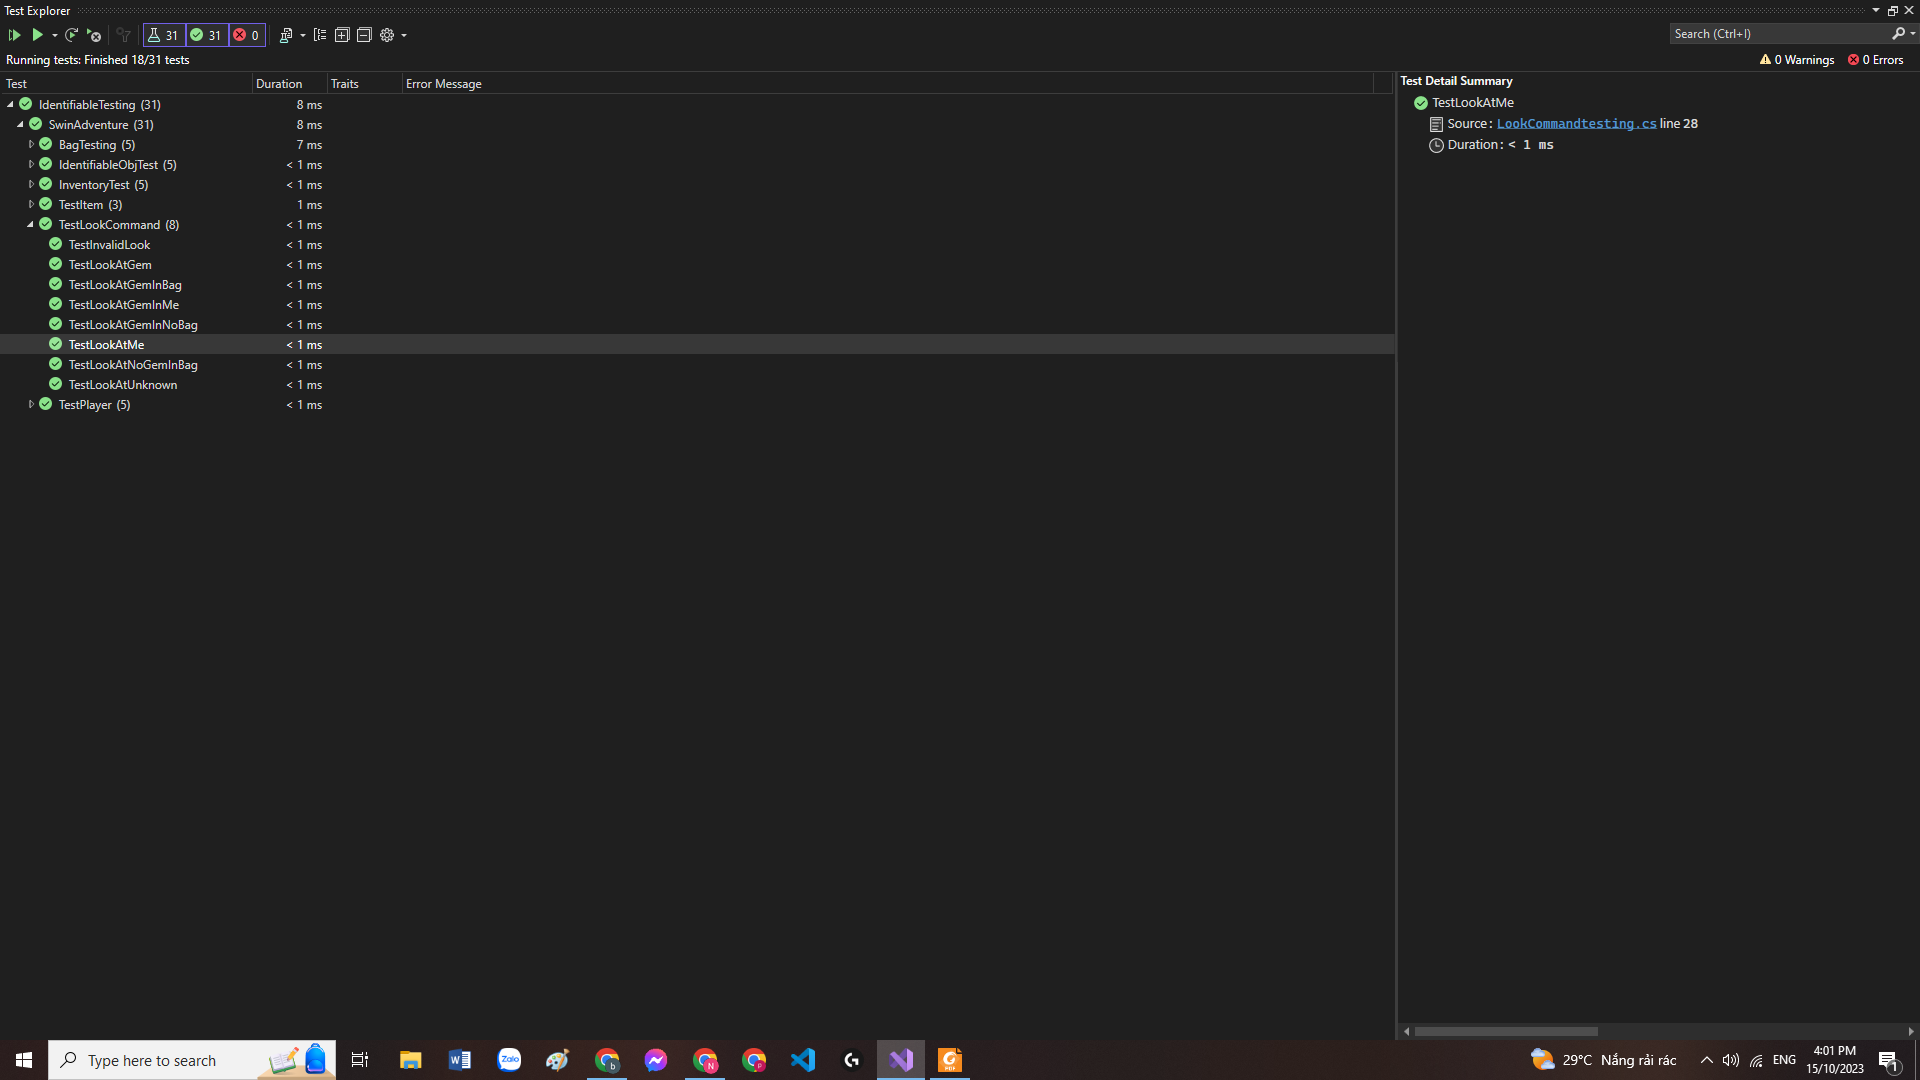 Test Explorer
31 31 0
Search (Ctrl+I)
Running tests: Finished 18/31 tests
0 Warnings 0 Errors
Test Duration Traits Error Message
IdentifiableTesting (31) 8 ms
SwinAdventure (31) 8 ms
BagTesting (5) 7 ms
IdentifiableObjTest (5) < 1 ms
InventoryTest (5) < 1 ms
TestItem (3) 1 ms
TestLookCommand (8) < 1 ms
TestInvalidLook < 1 ms
TestLookAtGem < 1 ms
TestLookAtGemInBag < 1 ms
TestLookAtGemInMe < 1 ms
TestLookAtGemInNoBag < 1 ms
TestLookAtMe < 1 ms
TestLookAtNoGemInBag < 1 ms
TestLookAtUnknown < 1 ms
TestPlayer (5) < 1 ms
Test Detail Summary
TestLookAtMe
Source: LookCommandtesting.cs line 28
Duration: < 1 ms
Type here to search
Zalo
b
N
P
PDF
29°C Nắng rải rác
ENG
4:01 PM
15/10/2023
1